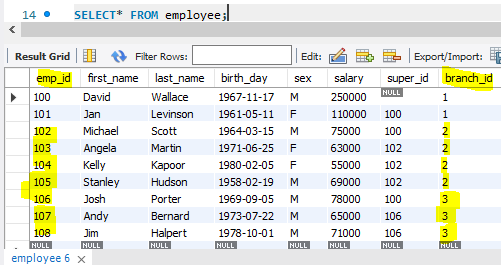 14 SELECT* FROM employee;
Result Grid Filter Rows: Edit: Export/Import:
emp_id first_name last_name birth_day sex salary super_id branch_id
100 David Wallace 1967-11-17 M 250000 NULL 1
101 Jan Levinson 1961-05-11 F 110000 100 1
102 Michael Scott 1964-03-15 M 75000 100 2
103 Angela Martin 1971-06-25 F 63000 102 2
104 Kelly Kapoor 1980-02-05 F 55000 102 2
105 Stanley Hudson 1958-02-19 M 69000 102 2
106 Josh Porter 1969-09-05 M 78000 100 3
107 Andy Bernard 1973-07-22 M 65000 106 3
108 Jim Halpert 1978-10-01 M 71000 106 3
NULL NULL NULL NULL NULL NULL NULL NULL
employee 6